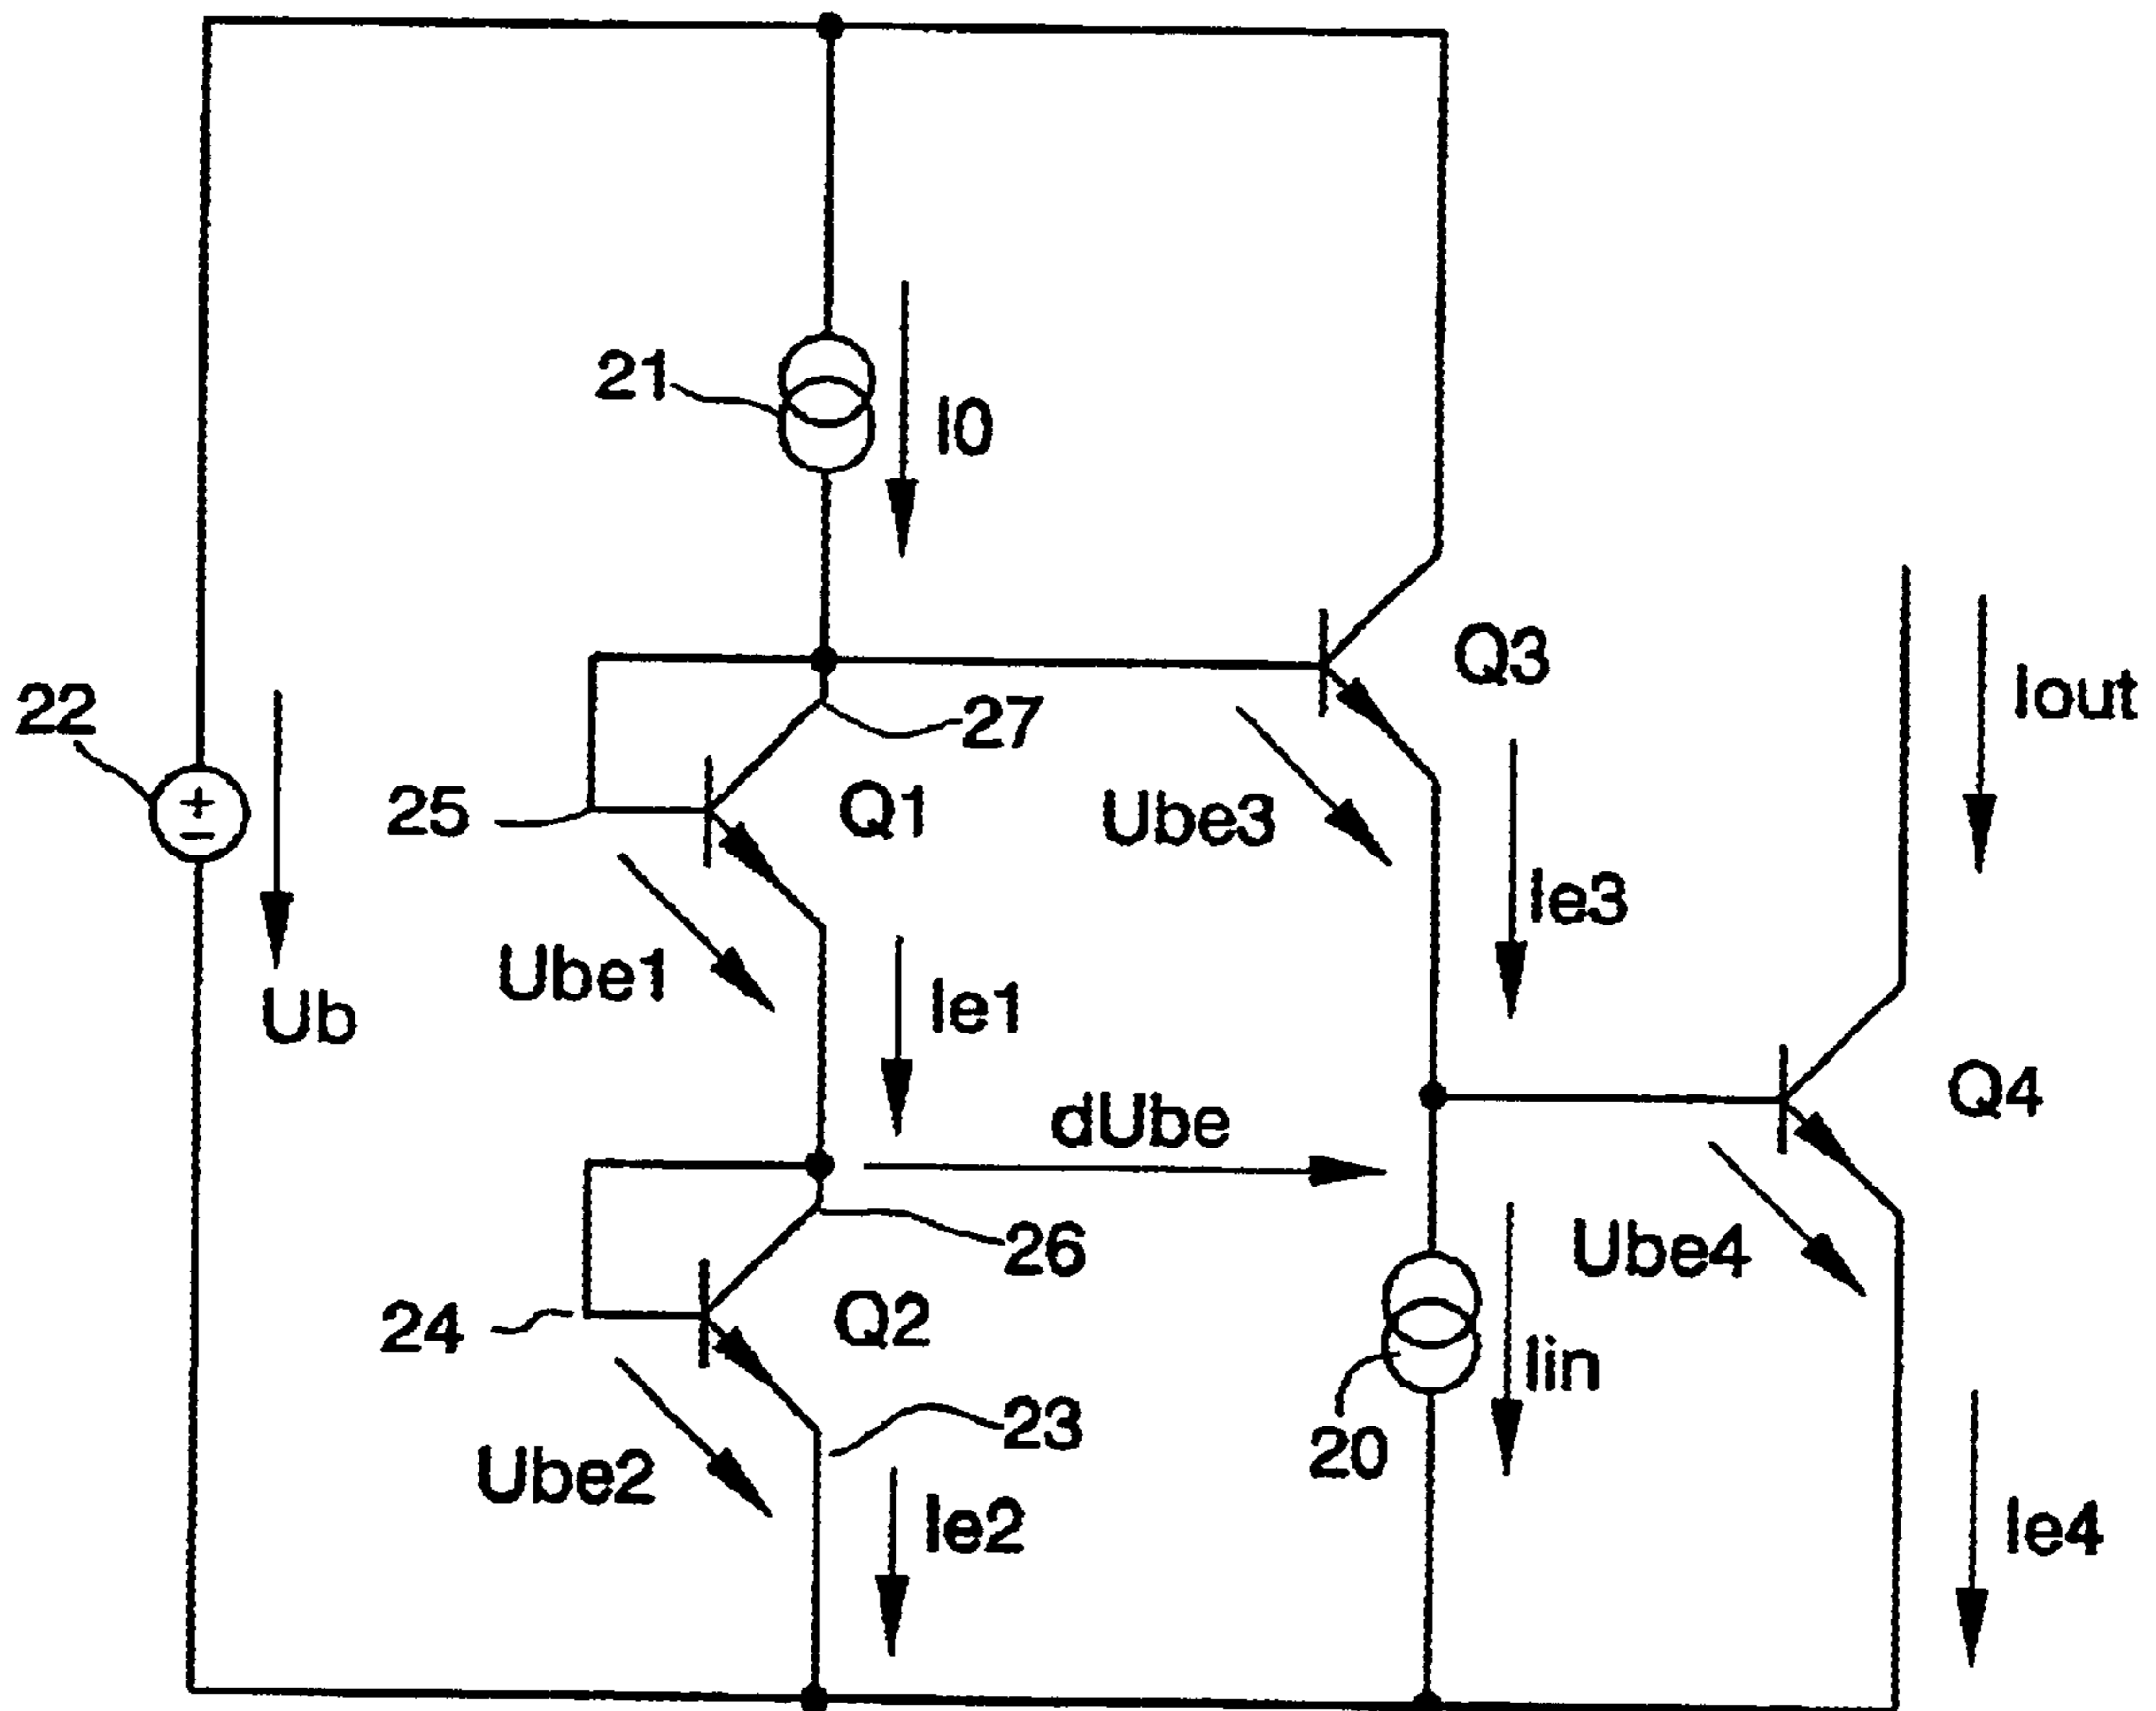 21
I0
Q3
22
27
Iout
25
Q1
Ube3
Ie3
Ube1
Ub
Ie1
dUbe
Q4
26
Ube4
24
Q2
Iin
23
20
Ube2
Ie2
Ie4
+
−